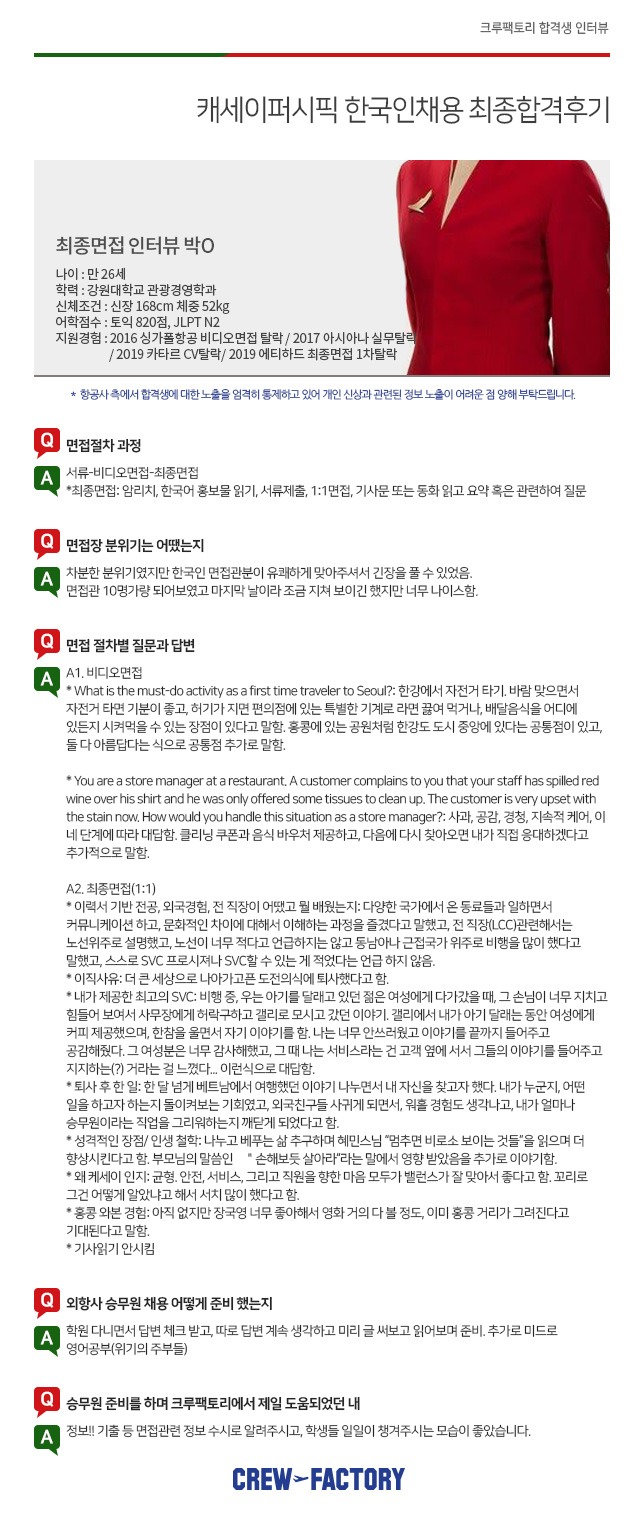 크루팩토리 합격생 인터뷰
캐세이퍼시픽 한국인채용 최종합격후기
최종면접 인터뷰 박O
나이 : 만 26세
학력 : 강원대학교 관광경영학과
신체조건 : 신장 168cm 체중 52kg
어학점수 : 토익 820점, JLPT N2
지원경험 : 2016 싱가폴항공 비디오면접 탈락 / 2017 아시아나 실무탈락
/ 2019 카타르 CV탈락/ 2019 에티하드 최종면접 1차탈락
* 항공사 측에서 합격생에 대한 노출을 엄격히 통제하고 있어 개인 신상과 관련된 정보 노출이 어려운 점 양해 부탁드립니다.
Q 면접절차 과정
A 서류-비디오면접-최종면접
*최종면접: 암리치, 한국어 홍보물 읽기, 서류제출, 1:1면접, 기사문 또는 동화 읽고 요약 혹은 관련하여 질문
Q 면접장 분위기는 어땠는지
A 차분한 분위기였지만 한국인 면접관분이 유쾌하게 맞아주셔서 긴장을 풀 수 있었음.
면접관 10명가량 되어보였고 마지막 날이라 조금 지쳐 보이긴 했지만 너무 나이스함.
Q 면접 절차별 질문과 답변
A A1. 비디오면접
* What is the must-do activity as a first time traveler to Seoul?: 한강에서 자전거 타기. 바람 맞으면서
자전거 타면 기분이 좋고, 허기가 지면 편의점에 있는 특별한 기계로 라면 끓여 먹거나, 배달음식을 어디에
있든지 시켜먹을 수 있는 장점이 있다고 말함. 홍콩에 있는 공원처럼 한강도 도시 중앙에 있다는 공통점이 있고,
둘 다 아름답다는 식으로 공통점 추가로 말함.
* You are a store manager at a restaurant. A customer complains to you that your staff has spilled red
wine over his shirt and he was only offered some tissues to clean up. The customer is very upset with
the stain now. How would you handle this situation as a store manager?: 사과, 공감, 경청, 지속적 케어, 이
네 단계에 따라 대답함. 클리닝 쿠폰과 음식 바우처 제공하고, 다음에 다시 찾아오면 내가 직접 응대하겠다고
추가적으로 말함.
A2. 최종면접(1:1)
* 이력서 기반 전공, 외국경험, 전 직장이 어땠고 뭘 배웠는지: 다양한 국가에서 온 동료들과 일하면서
커뮤니케이션 하고, 문화적인 차이에 대해서 이해하는 과정을 즐겼다고 말했고, 전 직장(LCC)관련해서는
노선위주로 설명했고, 노선이 너무 적다고 언급하지는 않고 동남아나 근접국가 위주로 비행을 많이 했다고
말했고, 스스로 SVC 프로시져나 SVC할 수 있는 게 적었다는 언급 하지 않음.
* 이직사유: 더 큰 세상으로 나아가고픈 도전의식에 퇴사했다고 함.
* 내가 제공한 최고의 SVC: 비행 중, 우는 아기를 달래고 있던 젊은 여성에게 다가갔을 때, 그 손님이 너무 지치고
힘들어 보여서 사무장에게 허락구하고 갤리로 모시고 갔던 이야기. 갤리에서 내가 아기 달래는 동안 여성에게
커피 제공했으며, 한참을 울면서 자기 이야기를 함. 나는 너무 안쓰러웠고 이야기를 끝까지 들어주고
공감해줬다. 그 여성분은 너무 감사해했고, 그 때 나는 서비스라는 건 고객 옆에 서서 그들의 이야기를 들어주고
지지하는(?) 거라는 걸 느꼈다... 이런식으로 대답함.
* 퇴사 후 한 일: 한 달 넘게 베트남에서 여행했던 이야기 나누면서 내 자신을 찾고자 했다. 내가 누군지, 어떤
일을 하고자 하는지 돌이켜보는 기회였고, 외국친구들 사귀게 되면서, 워홀 경험도 생각나고, 내가 얼마나
승무원이라는 직업을 그리워하는지 깨닫게 되었다고 함.
* 성격적인 장점/ 인생 철학: 나누고 베푸는 삶 추구하며 혜민스님 “멈추면 비로소 보이는 것들”을 읽으며 더
향상시킨다고 함. 부모님의 말씀인 " 손해보듯 살아라“라는 말에서 영향 받았음을 추가로 이야기함.
* 왜 케세이 인지: 균형. 안전, 서비스, 그리고 직원을 향한 마음 모두가 밸런스가 잘 맞아서 좋다고 함. 꼬리로
그건 어떻게 알았냐고 해서 서치 많이 했다고 함.
* 홍콩 와본 경험: 아직 없지만 장국영 너무 좋아해서 영화 거의 다 볼 정도, 이미 홍콩 거리가 그려진다고
기대된다고 말함.
* 기사읽기 안시킴
Q 외항사 승무원 채용 어떻게 준비 했는지
A 학원 다니면서 답변 체크 받고, 따로 답변 계속 생각하고 미리 글 써보고 읽어보며 준비. 추가로 미드로
영어공부(위기의 주부들)
Q 승무원 준비를 하며 크루팩토리에서 제일 도움되었던 내
A 정보!! 기출 등 면접관련 정보 수시로 알려주시고, 학생들 일일이 챙겨주시는 모습이 좋았습니다.
CREW FACTORY